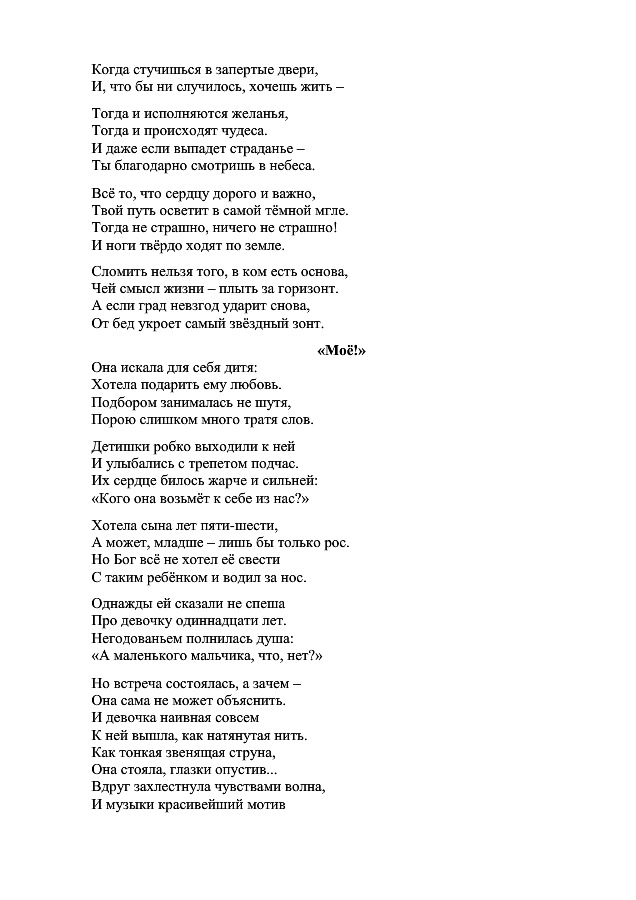 Когда стучишься в запертые двери,
И, что бы ни случилось, хочешь жить –
Тогда и исполняются желанья,
Тогда и происходят чудеса.
И даже если выпадет страданье –
Ты благодарно смотришь в небеса.
Всё то, что сердцу дорого и важно,
Твой путь осветит в самой тёмной мгле.
Тогда не страшно, ничего не страшно!
И ноги твёрдо ходят по земле.
Сломить нельзя того, в ком есть основа,
Чей смысл жизни – плыть за горизонт.
А если град невзгод ударит снова,
От бед укроет самый звёздный зонт.
«Моё!»
Она искала для себя дитя:
Хотела подарить ему любовь.
Подбором занималась не шутя,
Порою слишком много тратя слов.
Детишки робко выходили к ней
И улыбались с трепетом подчас.
Их сердце билось жарче и сильней:
«Кого она возьмёт к себе из нас?»
Хотела сына лет пяти-шести,
А может, младше – лишь бы только рос.
Но Бог всё не хотел её свести
С таким ребёнком и водил за нос.
Однажды ей сказали не спеша
Про девочку одиннадцати лет.
Негодованьем полнилась душа:
«А маленького мальчика, что, нет?»
Но встреча состоялась, а зачем –
Она сама не может объяснить.
И девочка наивная совсем
К ней вышла, как натянутая нить.
Как тонкая звенящая струна,
Она стояла, глазки опустив...
Вдруг захлестнула чувствами волна,
И музыки красивейший мотив